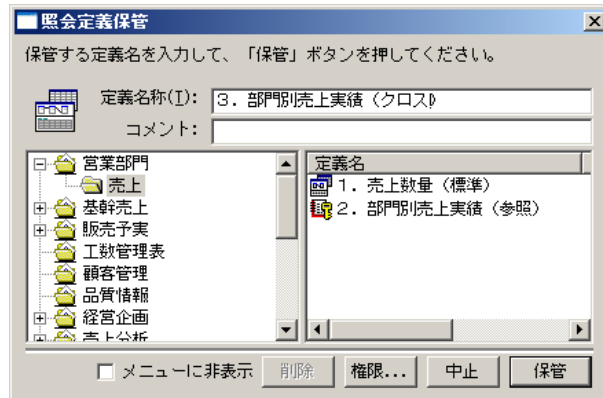 照会定義保管
保管する定義名を入力して、「保管」ボタンを押してください。
定義名称(I): 3. 部門別売上実績（クロス）
コメント:
営業部門
売上
基幹売上
販売予実
工数管理表
顧客管理
品質情報
経営企画
売上分析
定義名
1. 売上数量（標準）
2. 部門別売上実績（参照）
メニューに非表示 削除 権限... 中止 保管